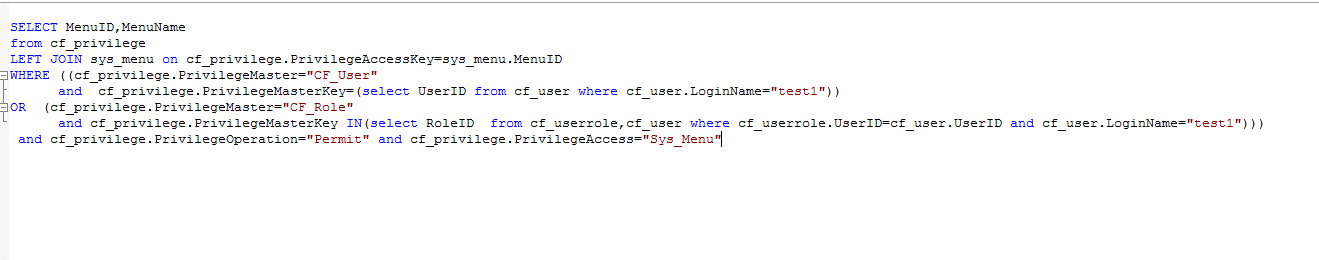 SELECT MenuID,MenuName
from cf_privilege
LEFT JOIN sys_menu on cf_privilege.PrivilegeAccessKey=sys_menu.MenuID
WHERE ((cf_privilege.PrivilegeMaster="CF_User"
and cf_privilege.PrivilegeMasterKey=(select UserID from cf_user where cf_user.LoginName="test1"))
OR (cf_privilege.PrivilegeMaster="CF_Role"
and cf_privilege.PrivilegeMasterKey IN(select RoleID from cf_userrole,cf_user where cf_userrole.UserID=cf_user.UserID and cf_user.LoginName="test1")))
and cf_privilege.PrivilegeOperation="Permit" and cf_privilege.PrivilegeAccess="Sys_Menu"